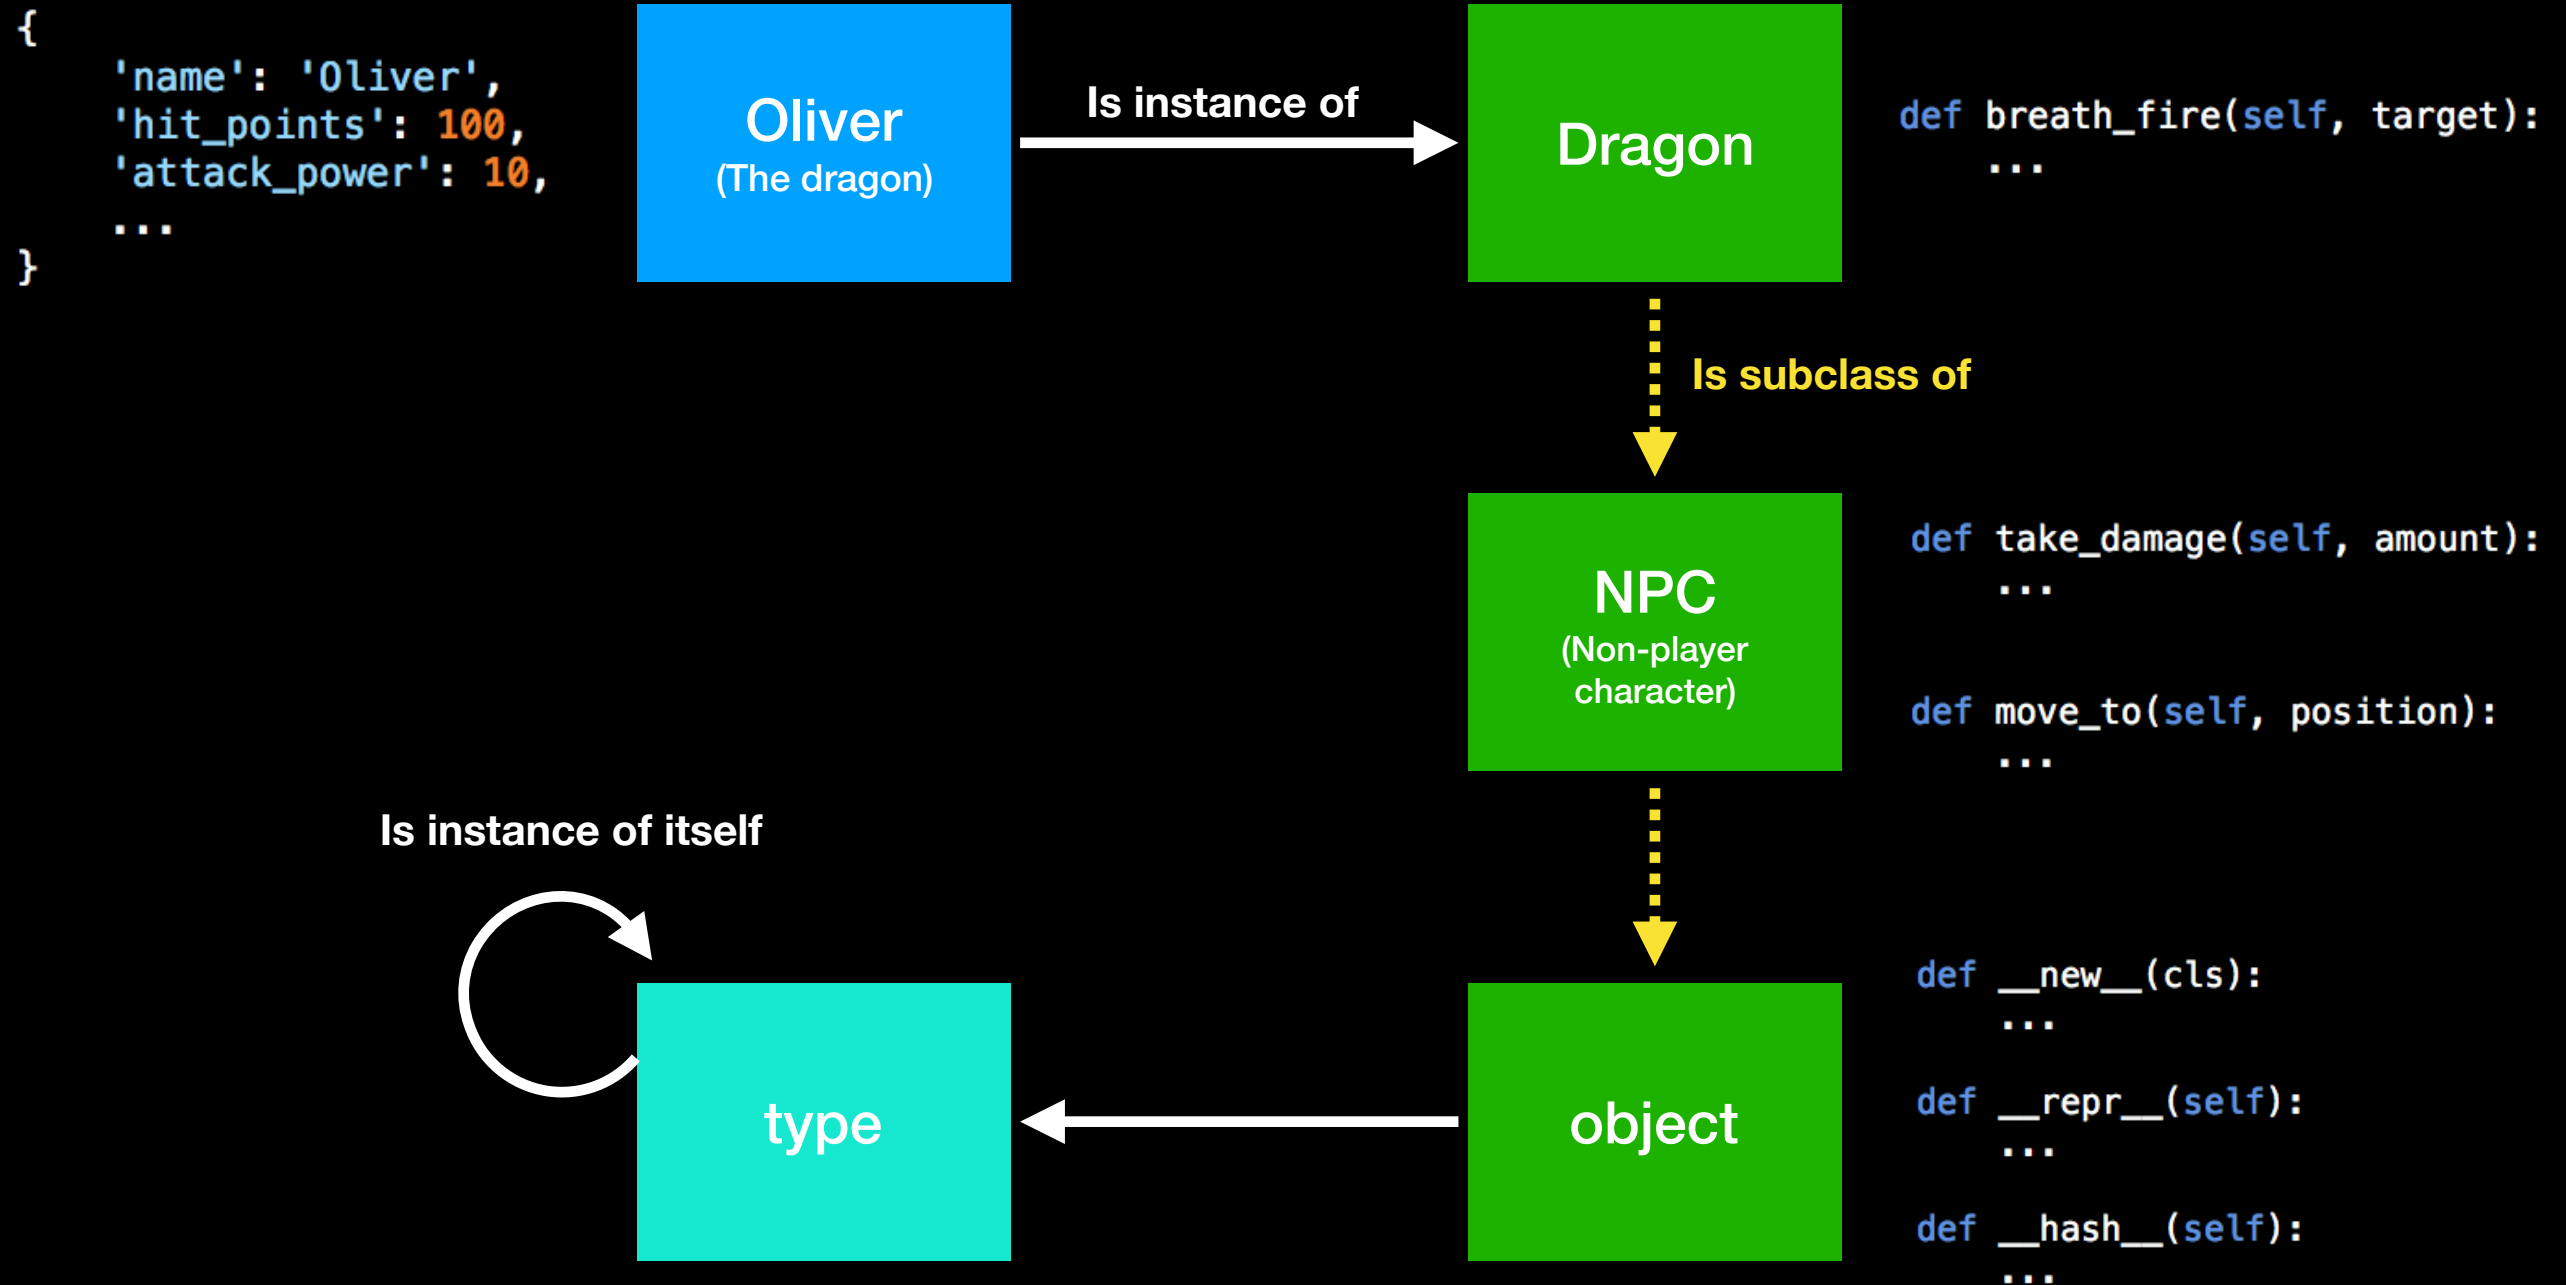 {
'name': 'Oliver',
'hit_points': 100,
'attack_power': 10,
...
}
Oliver
(The dragon)
Is instance of
Dragon
def breath_fire(self, target):
...
Is subclass of
NPC
(Non-player
character)
def take_damage(self, amount):
...
def move_to(self, position):
...
Is instance of itself
type
object
def __new__(cls):
...
def __repr__(self):
...
def __hash__(self):
...